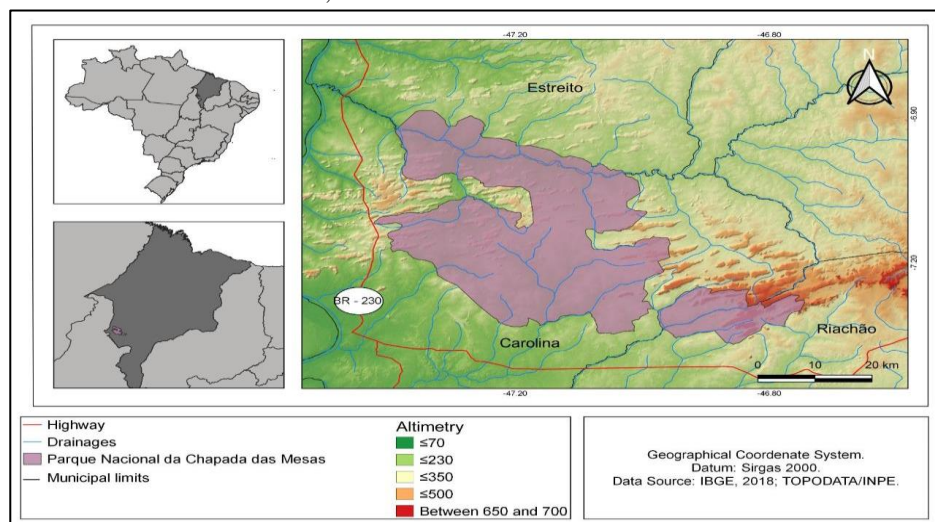 -47.20
-46.80
N
Estreito
-6.90
-7.20
BR - 230
Carolina
Riachão
0
10
20 km
-47.20
-46.80
Highway
Drainages
Parque Nacional da Chapada das Mesas
Municipal limits
Altimetry
≤70
≤230
≤350
≤500
Between 650 and 700
Geographical Coordenate System.
Datum: Sirgas 2000.
Data Source: IBGE, 2018; TOPODATA/INPE.